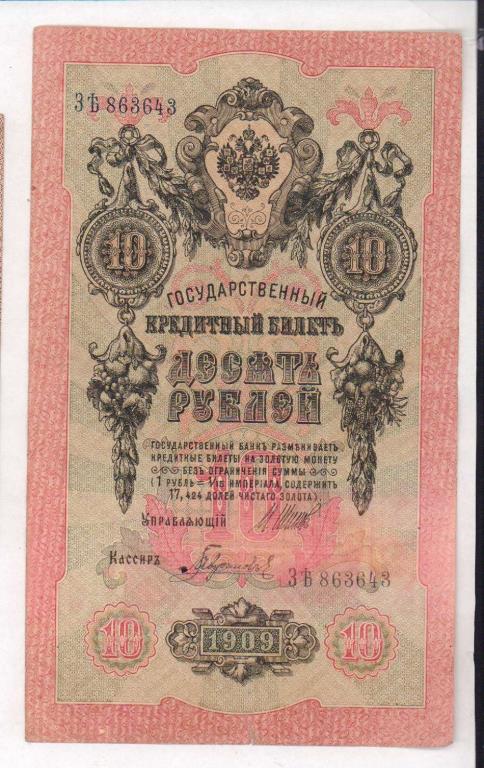 ЗѢ 863643
10 10
ГОСУДАРСТВЕННЫЙ
КРЕДИТНЫЙ БИЛЕТЪ
ДЕСЯТЬ
РУБЛЕЙ
ГОСУДАРСТВЕННЫЙ БАНКЪ РАЗМѢНИВАЕТЪ
КРЕДИТНЫЕ БИЛЕТЫ НА ЗОЛОТУЮ МОНЕТУ
БЕЗЪ ОГРАНИЧЕНІЯ СУММЫ
(1 РУБЛЬ = 1/15 ИМПЕРІАЛА, СОДЕРЖИТЪ
17,424 ДОЛЕЙ ЧИСТАГО ЗОЛОТА).
10
УПРАВЛЯЮЩІЙ
КАССИРЪ
ЗѢ 863643
10 1909 10